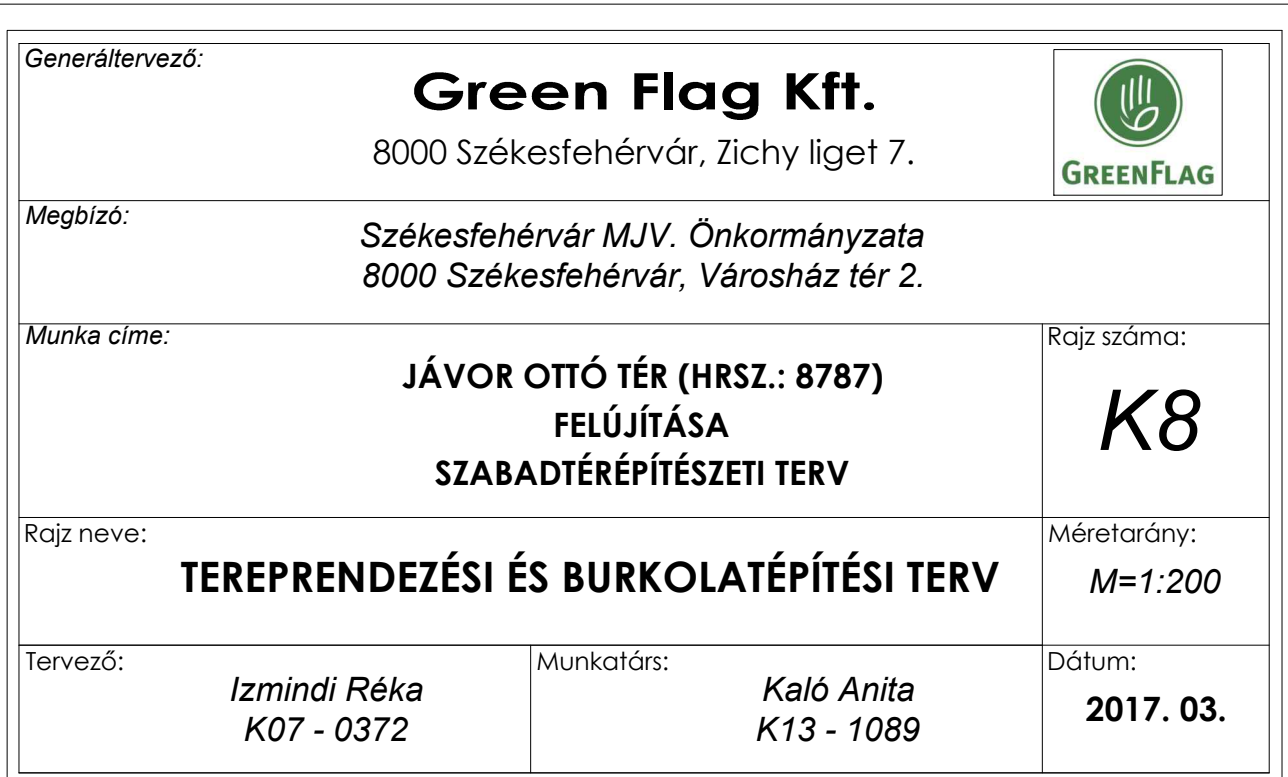 Generáltervező:
Green Flag Kft.
8000 Székesfehérvár, Zichy liget 7.
GREENFLAG
Megbízó:
Székesfehérvár MJV. Önkormányzata
8000 Székesfehérvár, Városház tér 2.
Munka címe:
JÁVOR OTTÓ TÉR (HRSZ.: 8787)
FELÚJÍTÁSA
SZABADTÉRÉPÍTÉSZETI TERV
Rajz száma:
K8
Rajz neve:
TEREPRENDEZÉSI ÉS BURKOLATÉPÍTÉSI TERV
Méretarány:
M=1:200
Tervező:
Izmindi Réka
K07 - 0372
Munkatárs:
Kaló Anita
K13 - 1089
Dátum:
2017. 03.